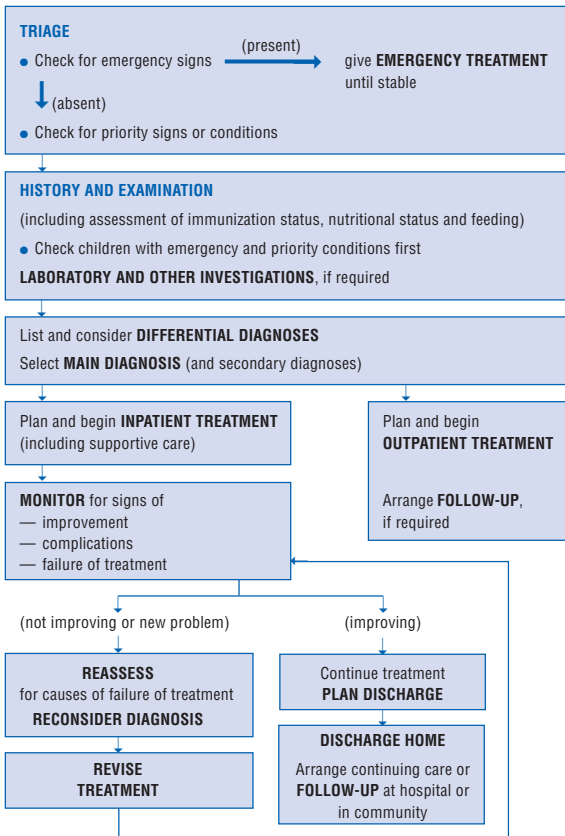 TRIAGE
● Check for emergency signs (present) give EMERGENCY TREATMENT
until stable
(absent)
● Check for priority signs or conditions
HISTORY AND EXAMINATION
(including assessment of immunization status, nutritional status and feeding)
● Check children with emergency and priority conditions first
LABORATORY AND OTHER INVESTIGATIONS, if required
List and consider DIFFERENTIAL DIAGNOSES
Select MAIN DIAGNOSIS (and secondary diagnoses)
Plan and begin INPATIENT TREATMENT
(including supportive care)
Plan and begin
OUTPATIENT TREATMENT
Arrange FOLLOW-UP,
if required
MONITOR for signs of
— improvement
— complications
— failure of treatment
(not improving or new problem)
(improving)
REASSESS
for causes of failure of treatment
RECONSIDER DIAGNOSIS
REVISE
TREATMENT
Continue treatment
PLAN DISCHARGE
DISCHARGE HOME
Arrange continuing care or
FOLLOW-UP at hospital or
in community